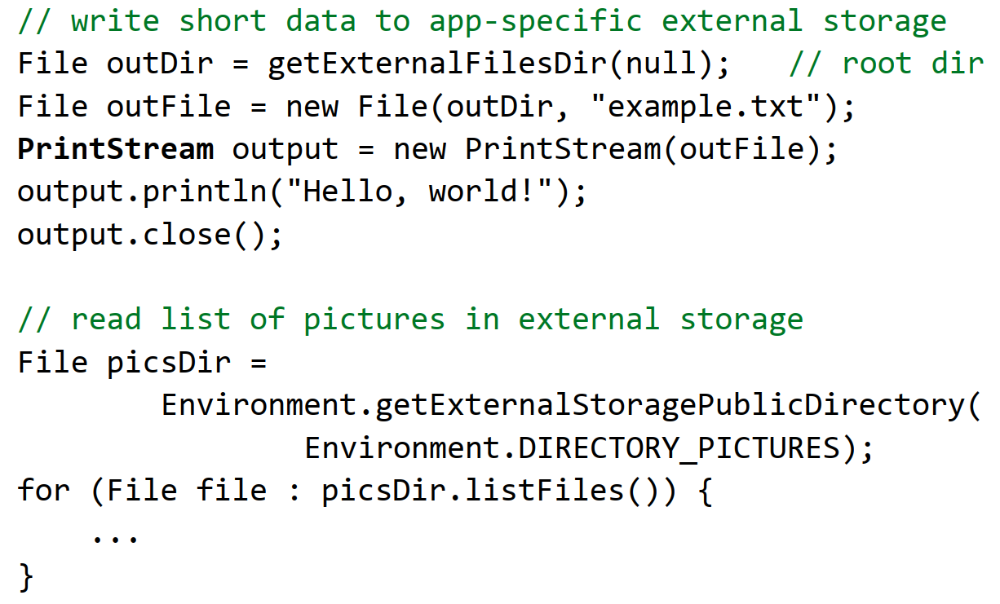 // write short data to app-specific external storage
File outDir = getExternalFilesDir(null);   // root dir
File outFile = new File(outDir, "example.txt");
PrintStream output = new PrintStream(outFile);
output.println("Hello, world!");
output.close();

// read list of pictures in external storage
File picsDir =
        Environment.getExternalStoragePublicDirectory(
                Environment.DIRECTORY_PICTURES);
for (File file : picsDir.listFiles()) {
    ...
}